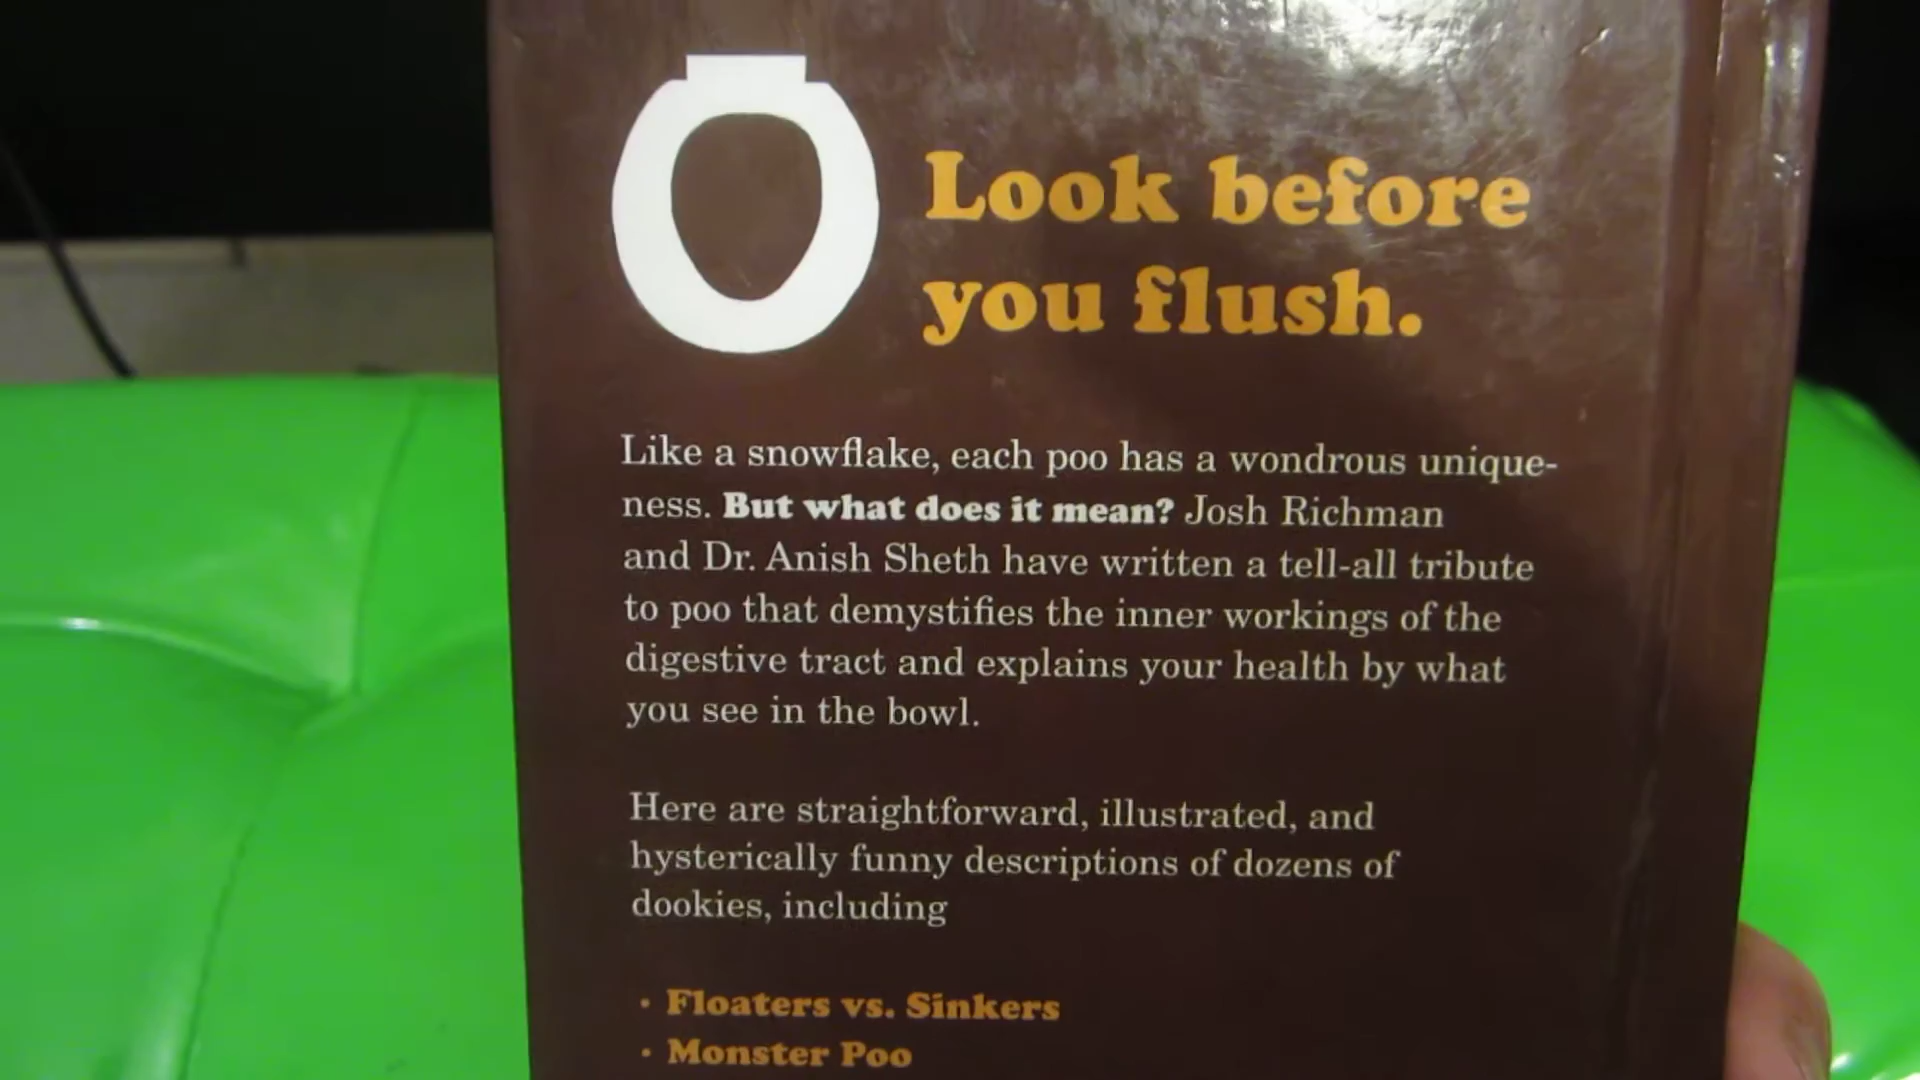 Look before
you flush.
Like a snowflake, each poo has a wondrous unique-
ness. But what does it mean? Josh Richman
and Dr. Anish Sheth have written a tell-all tribute
to poo that demystifies the inner workings of the
digestive tract and explains your health by what
you see in the bowl.
Here are straightforward, illustrated, and
hysterically funny descriptions of dozens of
dookies, including
• Floaters vs. Sinkers
• Monster Poo